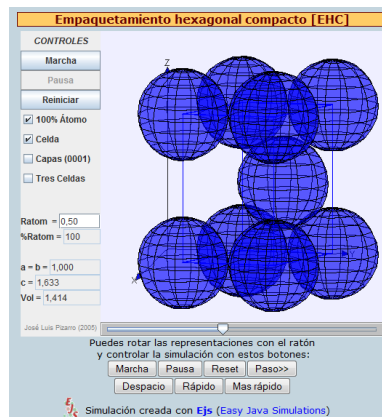 Empaquetamiento hexagonal compacto [EHC]
CONTROLES
Marcha
Pausa
Reiniciar
100% Átomo
Celda
Capas (0001)
Tres Celdas
Ratom = 0,50
%Ratom = 100
a = b = 1,000
c = 1,633
Vol = 1,414
José Luis Pizarro (2005)
Z
Y
X
Puedes rotar las representaciones con el ratón
y controlar la simulación con estos botones:
Marcha Pausa Reset Paso>>
Despacio Rápido Mas rápido
EJS Simulación creada con Ejs (Easy Java Simulations)